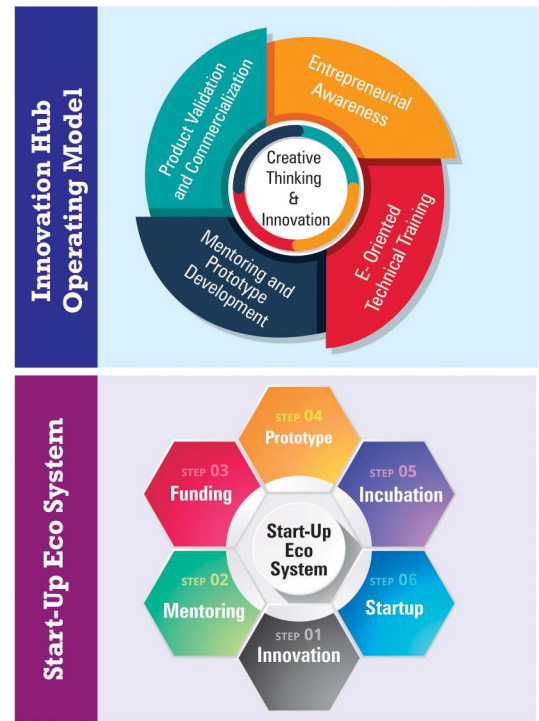 Innovation Hub
Operating Model
Product Validation
and Commercialization
Entrepreneurial
Awareness
Creative
Thinking
&
Innovation
E- Oriented
Technical Training
Mentoring and
Prototype
Development
Start-Up Eco System
STEP 04
Prototype
STEP 03
Funding
STEP 05
Incubation
Start-Up
Eco
System
STEP 02
Mentoring
STEP 06
Startup
STEP 01
Innovation